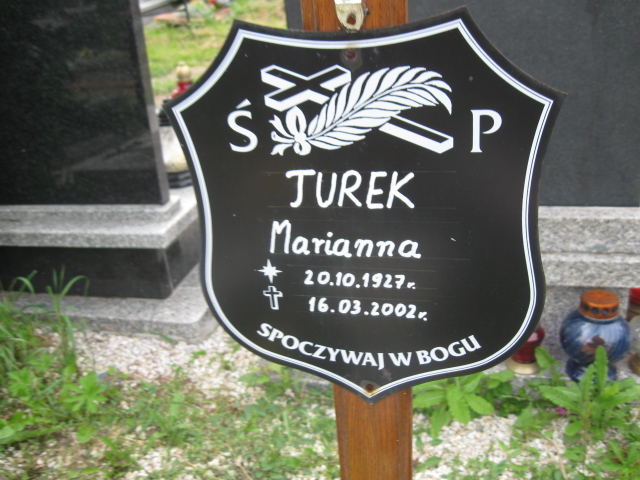 Ś P
TUREK
Marianna
20.10.1927r.
16.03.2002r.
SPOCZYWAJ W BOGU